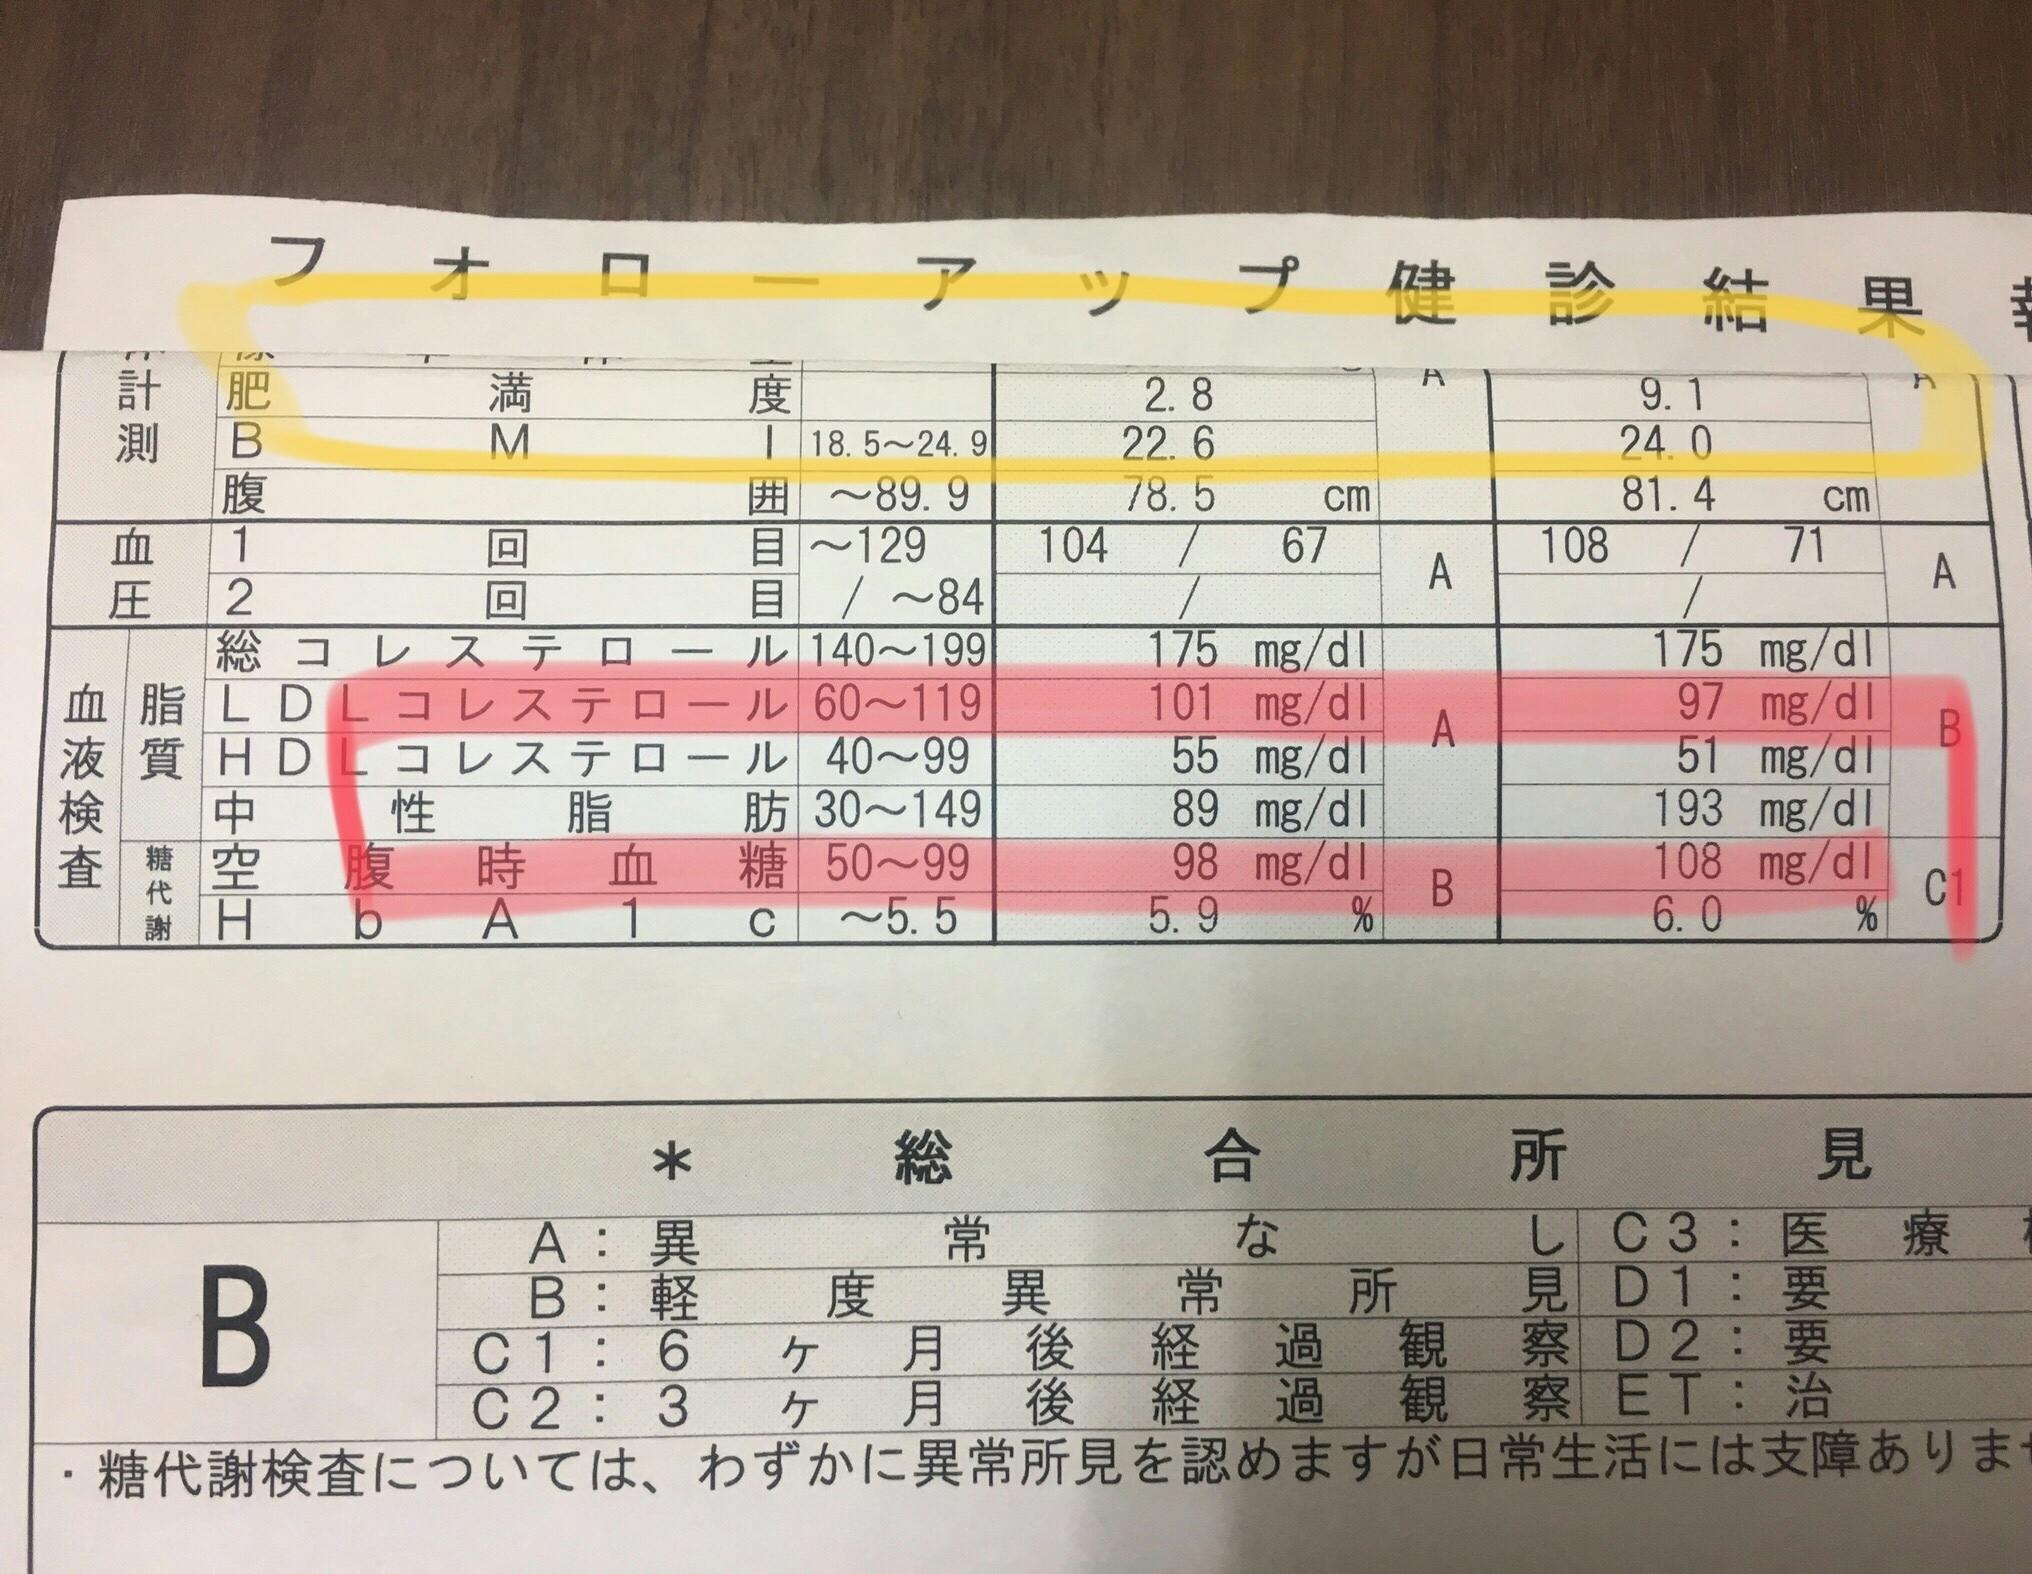 フォローアップ健診結果
計測
肥満度 2.8 9.1
BMI 18.5～24.9 22.6 A 24.0 A
腹囲 ～89.9 78.5 cm 81.4 cm
血圧
1回目 ～129 104 / 67 A 108 / 71 A
2回目 / ～84 / /
血液検査
脂質
総コレステロール 140～199 175 mg/dl 175 mg/dl
LDLコレステロール 60～119 101 mg/dl A 97 mg/dl B
HDLコレステロール 40～99 55 mg/dl 51 mg/dl
中性脂肪 30～149 89 mg/dl 193 mg/dl
糖代謝
空腹時血糖 50～99 98 mg/dl B 108 mg/dl C1
HbA1c ～5.5 5.9 % 6.0 %
*総合所見
B
A：異常なし C3：医療
B：軽度異常所見 D1：要
C1：6ヶ月後経過観察 D2：要
C2：3ヶ月後経過観察 ET：治
・糖代謝検査については、わずかに異常所見を認めますが日常生活には支障ありませ